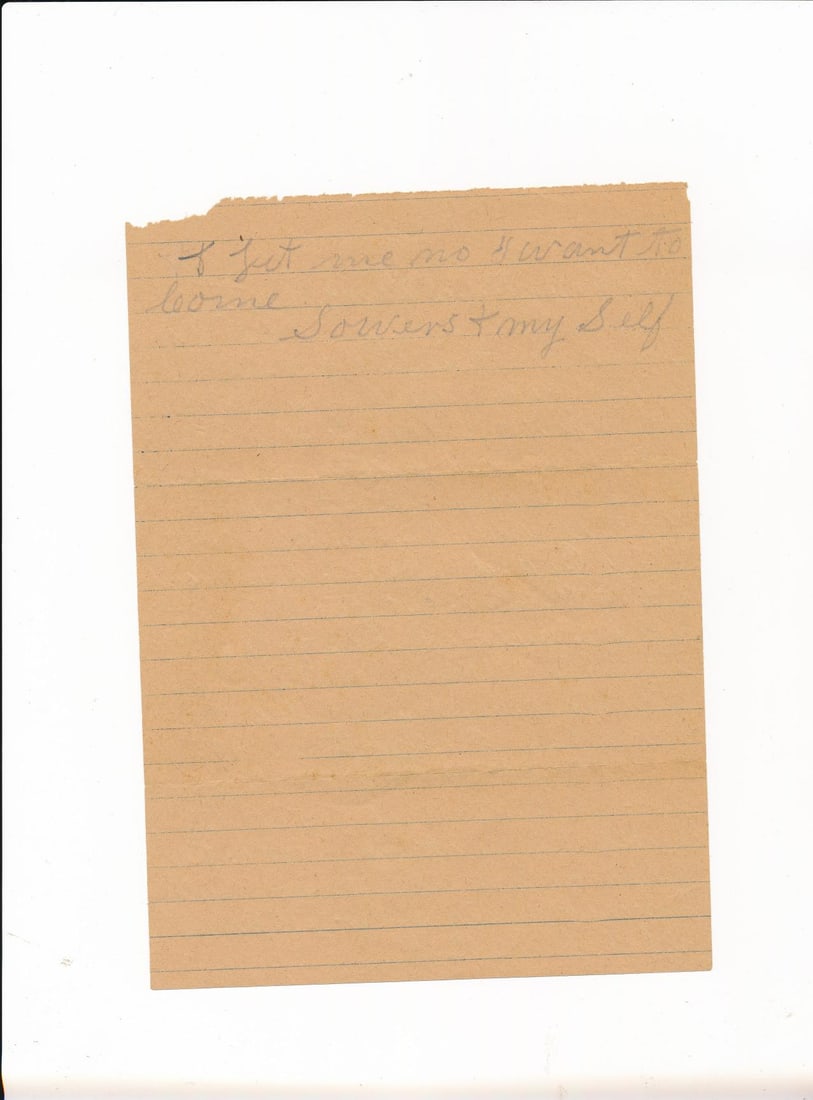 & let me no I want to
come
Sowers & my Self